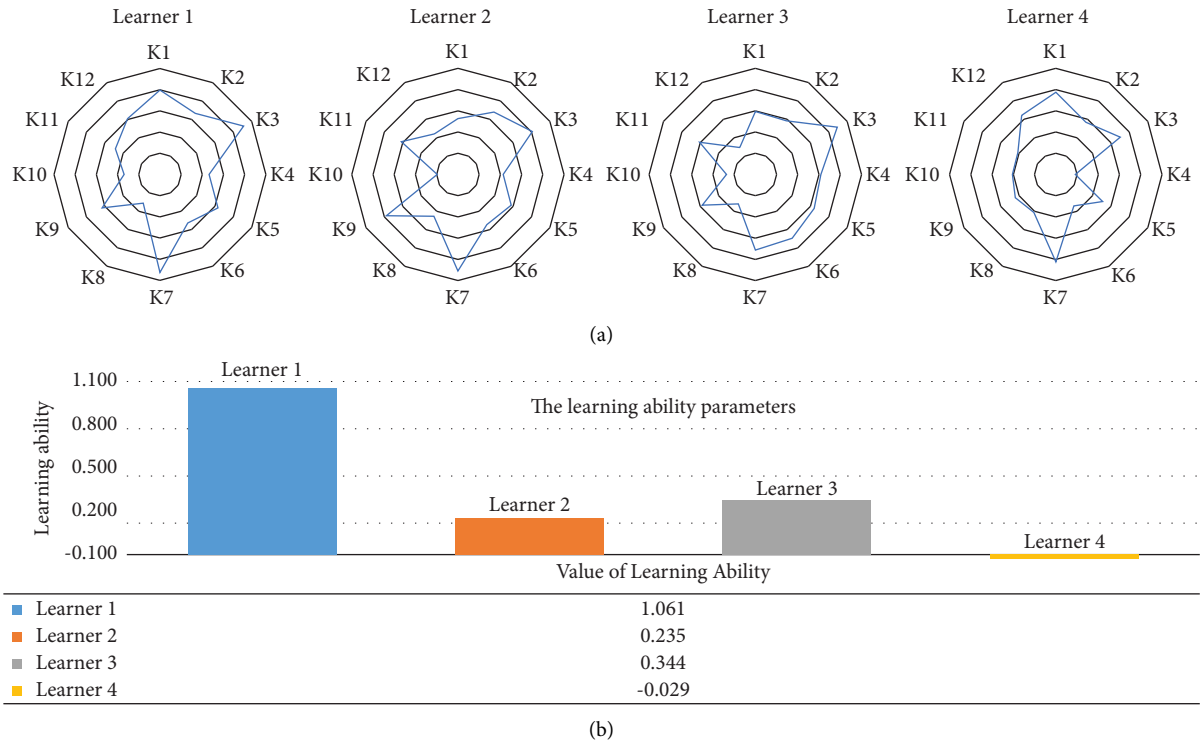 Learner 1
K1
K2
K3
K4
K5
K6
K7
K8
K9
K10
K11
K12
Learner 2
K1
K2
K3
K4
K5
K6
K7
K8
K9
K10
K11
K12
Learner 3
K1
K2
K3
K4
K5
K6
K7
K8
K9
K10
K11
K12
Learner 4
K1
K2
K3
K4
K5
K6
K7
K8
K9
K10
K11
K12
(a)
Learning ability
1.100
0.800
0.500
0.200
-0.100
The learning ability parameters
Learner 1
Learner 2
Learner 3
Learner 4
Value of Learning Ability
Learner 1 1.061
Learner 2 0.235
Learner 3 0.344
Learner 4 -0.029
(b)